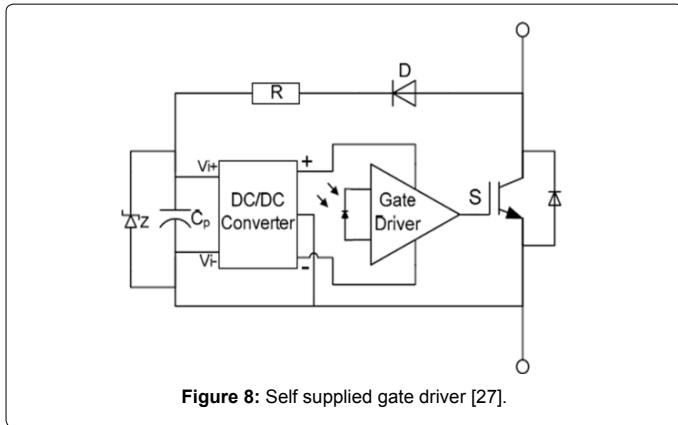 D
R
Vi+
+
DC/DC
Converter
Z
Cp
Vi-
-
Gate
Driver
S
Figure 8: Self supplied gate driver [27].